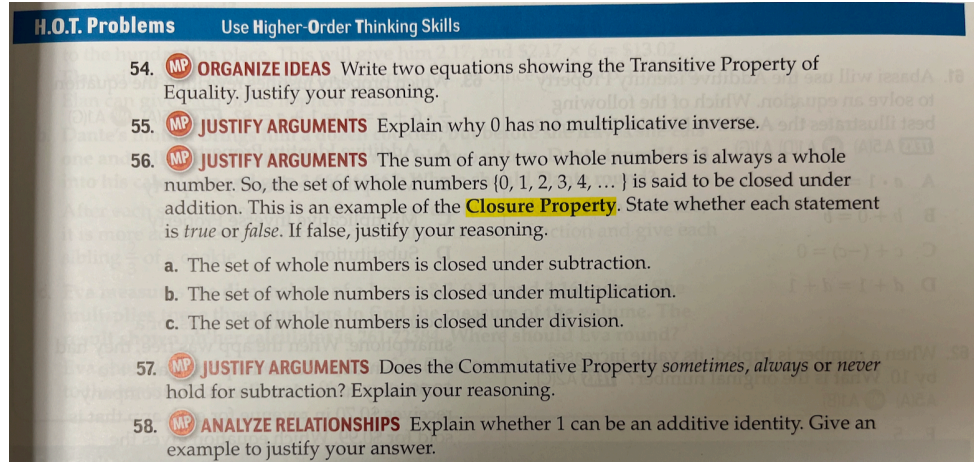 H.O.T. Problems Use Higher-Order Thinking Skills
54. MP ORGANIZE IDEAS Write two equations showing the Transitive Property of
Equality. Justify your reasoning.
55. MP JUSTIFY ARGUMENTS Explain why 0 has no multiplicative inverse.
56. MP JUSTIFY ARGUMENTS The sum of any two whole numbers is always a whole
number. So, the set of whole numbers {0, 1, 2, 3, 4, … } is said to be closed under
addition. This is an example of the Closure Property. State whether each statement
is true or false. If false, justify your reasoning.
a. The set of whole numbers is closed under subtraction.
b. The set of whole numbers is closed under multiplication.
c. The set of whole numbers is closed under division.
57. MP JUSTIFY ARGUMENTS Does the Commutative Property sometimes, always or never
hold for subtraction? Explain your reasoning.
58. MP ANALYZE RELATIONSHIPS Explain whether 1 can be an additive identity. Give an
example to justify your answer.